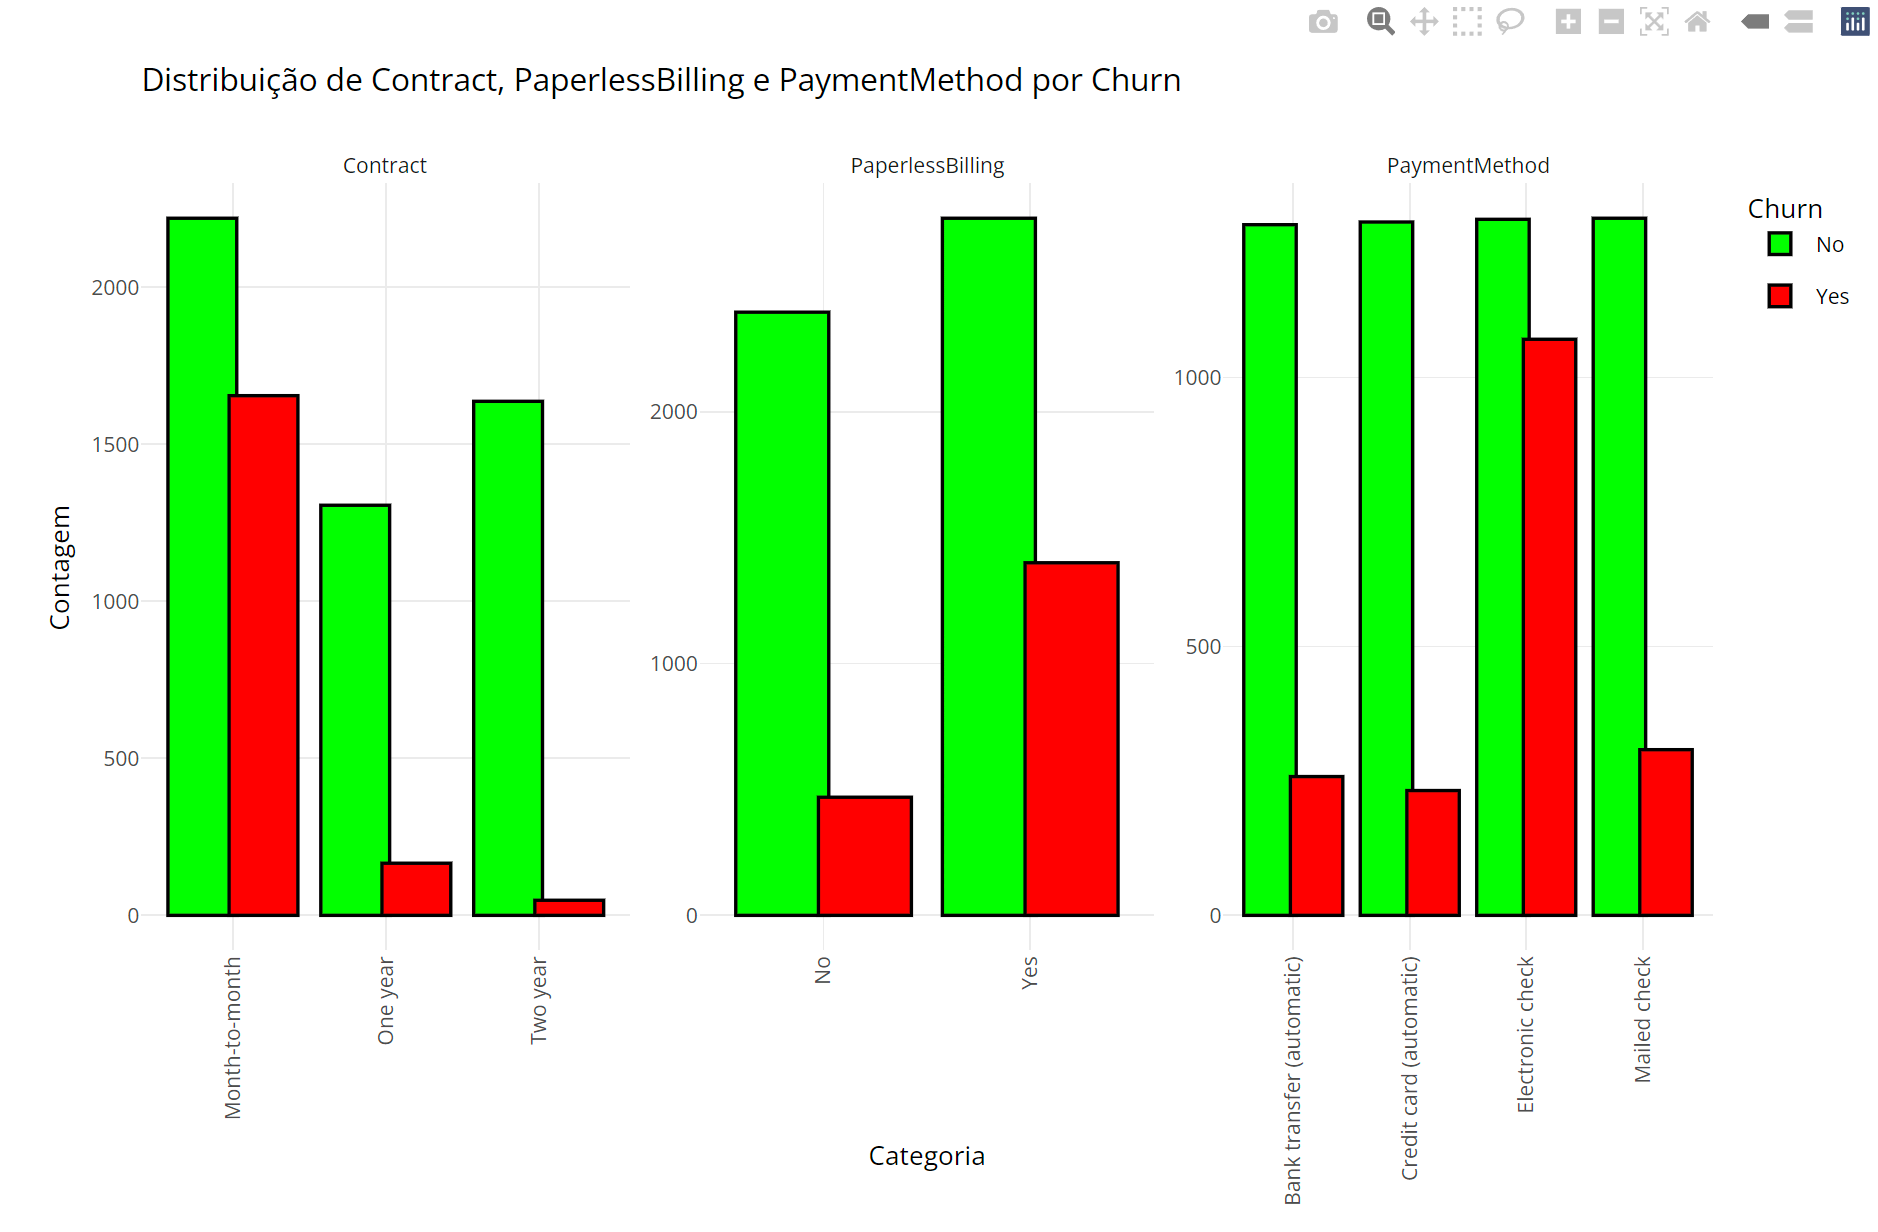 Distribuição de Contract, PaperlessBilling e PaymentMethod por Churn
Contract
PaperlessBilling
PaymentMethod
Churn
No
Yes
Contagem
2000
1500
1000
500
0
2000
1000
0
1000
500
0
Month-to-month
One year
Two year
No
Yes
Bank transfer (automatic)
Credit card (automatic)
Electronic check
Mailed check
Categoria